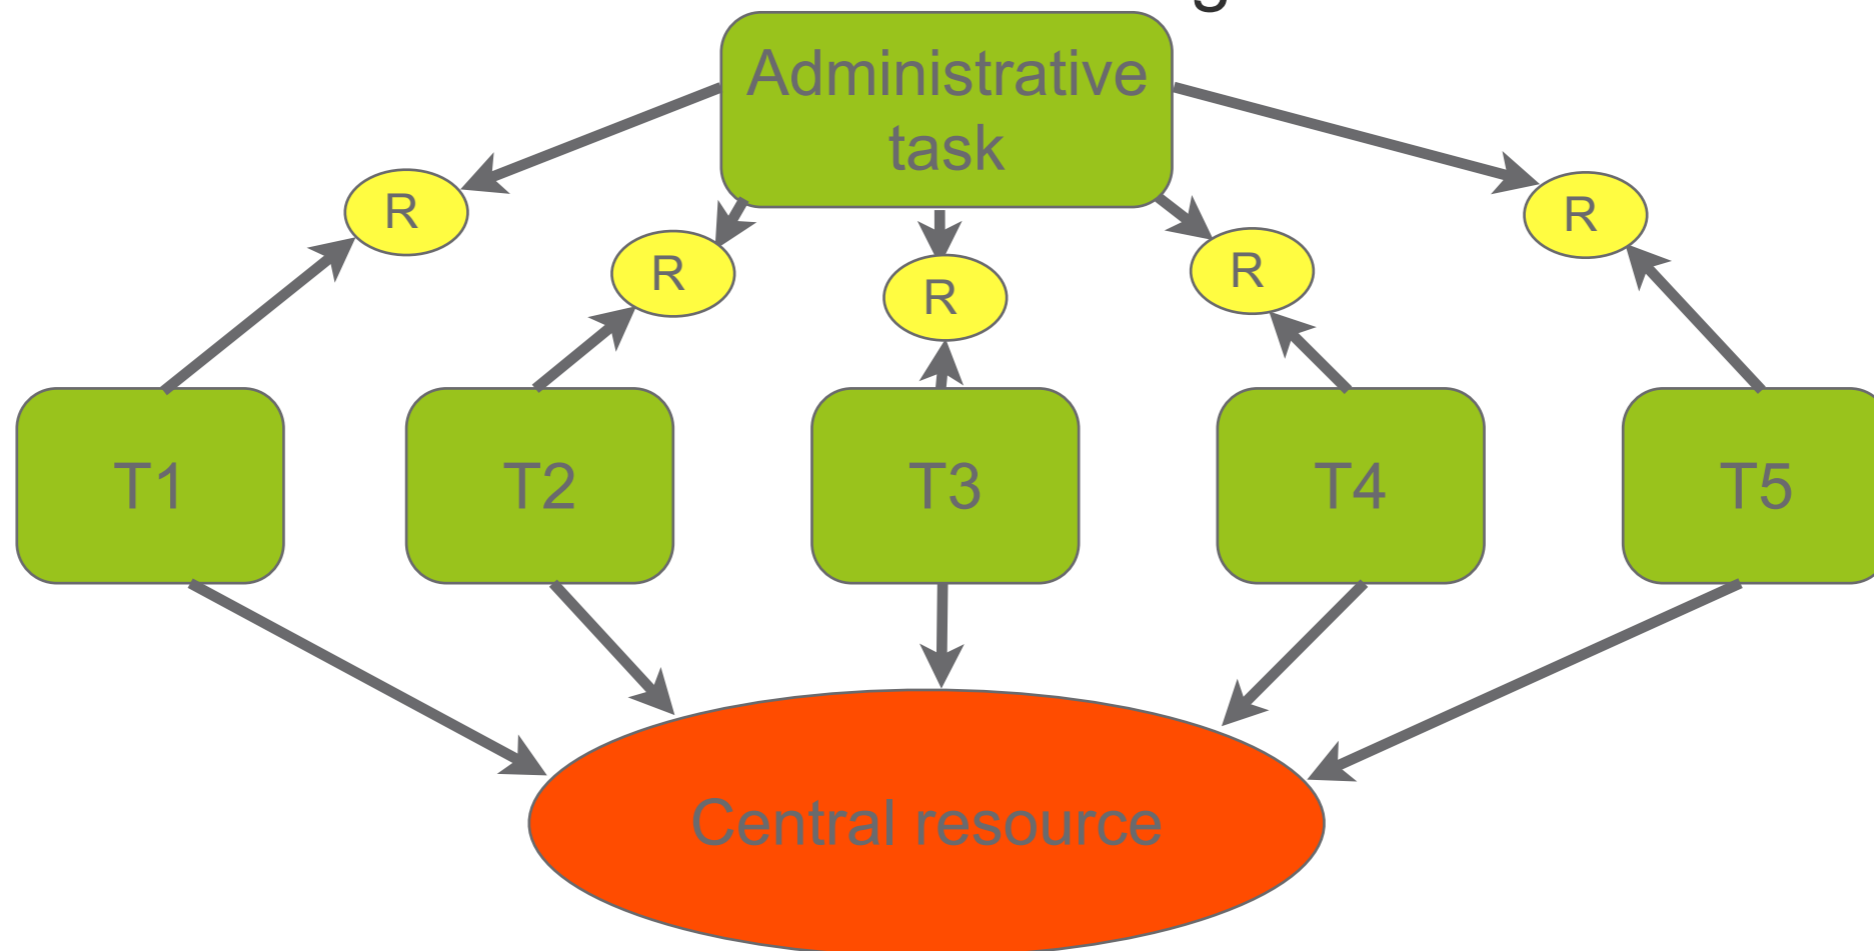 Administrative
task
R
R
R
R
R
T1
T2
T3
T4
T5
Central resource